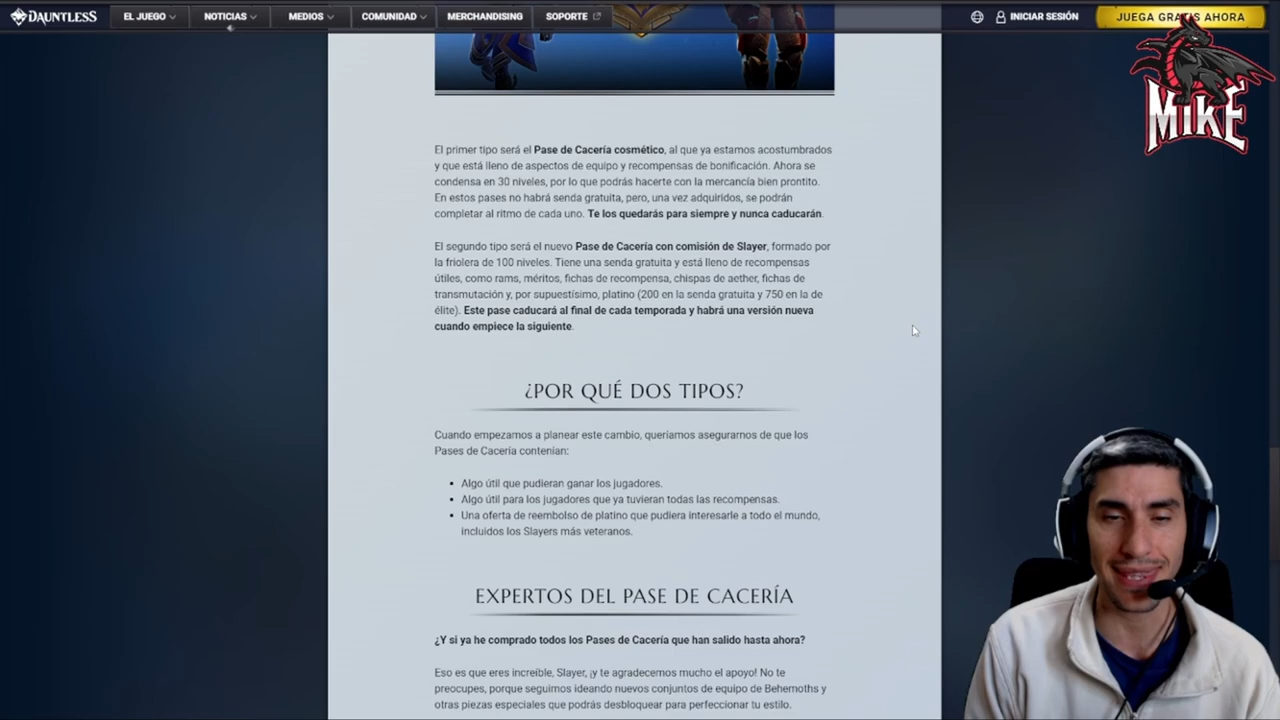 DAUNTLESS EL JUEGO NOTICIAS MEDIOS COMUNIDAD MERCHANDISING SOPORTE INICIAR SESIÓN JUEGA GRATIS AHORA
MIKE
El primer tipo será el Pase de Cacería cosmético, al que ya estamos acostumbrados
y que está lleno de aspectos de equipo y recompensas de bonificación. Ahora se
condensa en 30 niveles, por lo que podrás hacerte con la mercancía bien prontito.
En estos pases no habrá senda gratuita, pero, una vez adquiridos, se podrán
completar al ritmo de cada uno. Te los quedarás para siempre y nunca caducarán.
El segundo tipo será el nuevo Pase de Cacería con comisión de Slayer, formado por
la friolera de 100 niveles. Tiene una senda gratuita y está lleno de recompensas
útiles, como rams, méritos, fichas de recompensa, chispas de aether, fichas de
transmutación y, por supuestísimo, platino (200 en la senda gratuita y 750 en la de
élite). Este pase caducará al final de cada temporada y habrá una versión nueva
cuando empiece la siguiente.
¿POR QUÉ DOS TIPOS?
Cuando empezamos a planear este cambio, queríamos asegurarnos de que los
Pases de Cacería contenían:
• Algo útil que pudieran ganar los jugadores.
• Algo útil para los jugadores que ya tuvieran todas las recompensas.
• Una oferta de reembolso de platino que pudiera interesarle a todo el mundo,
incluidos los Slayers más veteranos.
EXPERTOS DEL PASE DE CACERÍA
¿Y si ya he comprado todos los Pases de Cacería que han salido hasta ahora?
Eso es que eres increíble, Slayer, ¡y te agradecemos mucho el apoyo! No te
preocupes, porque seguimos ideando nuevos conjuntos de equipo de Behemoths y
otras piezas especiales que podrás desbloquear para perfeccionar tu estilo.